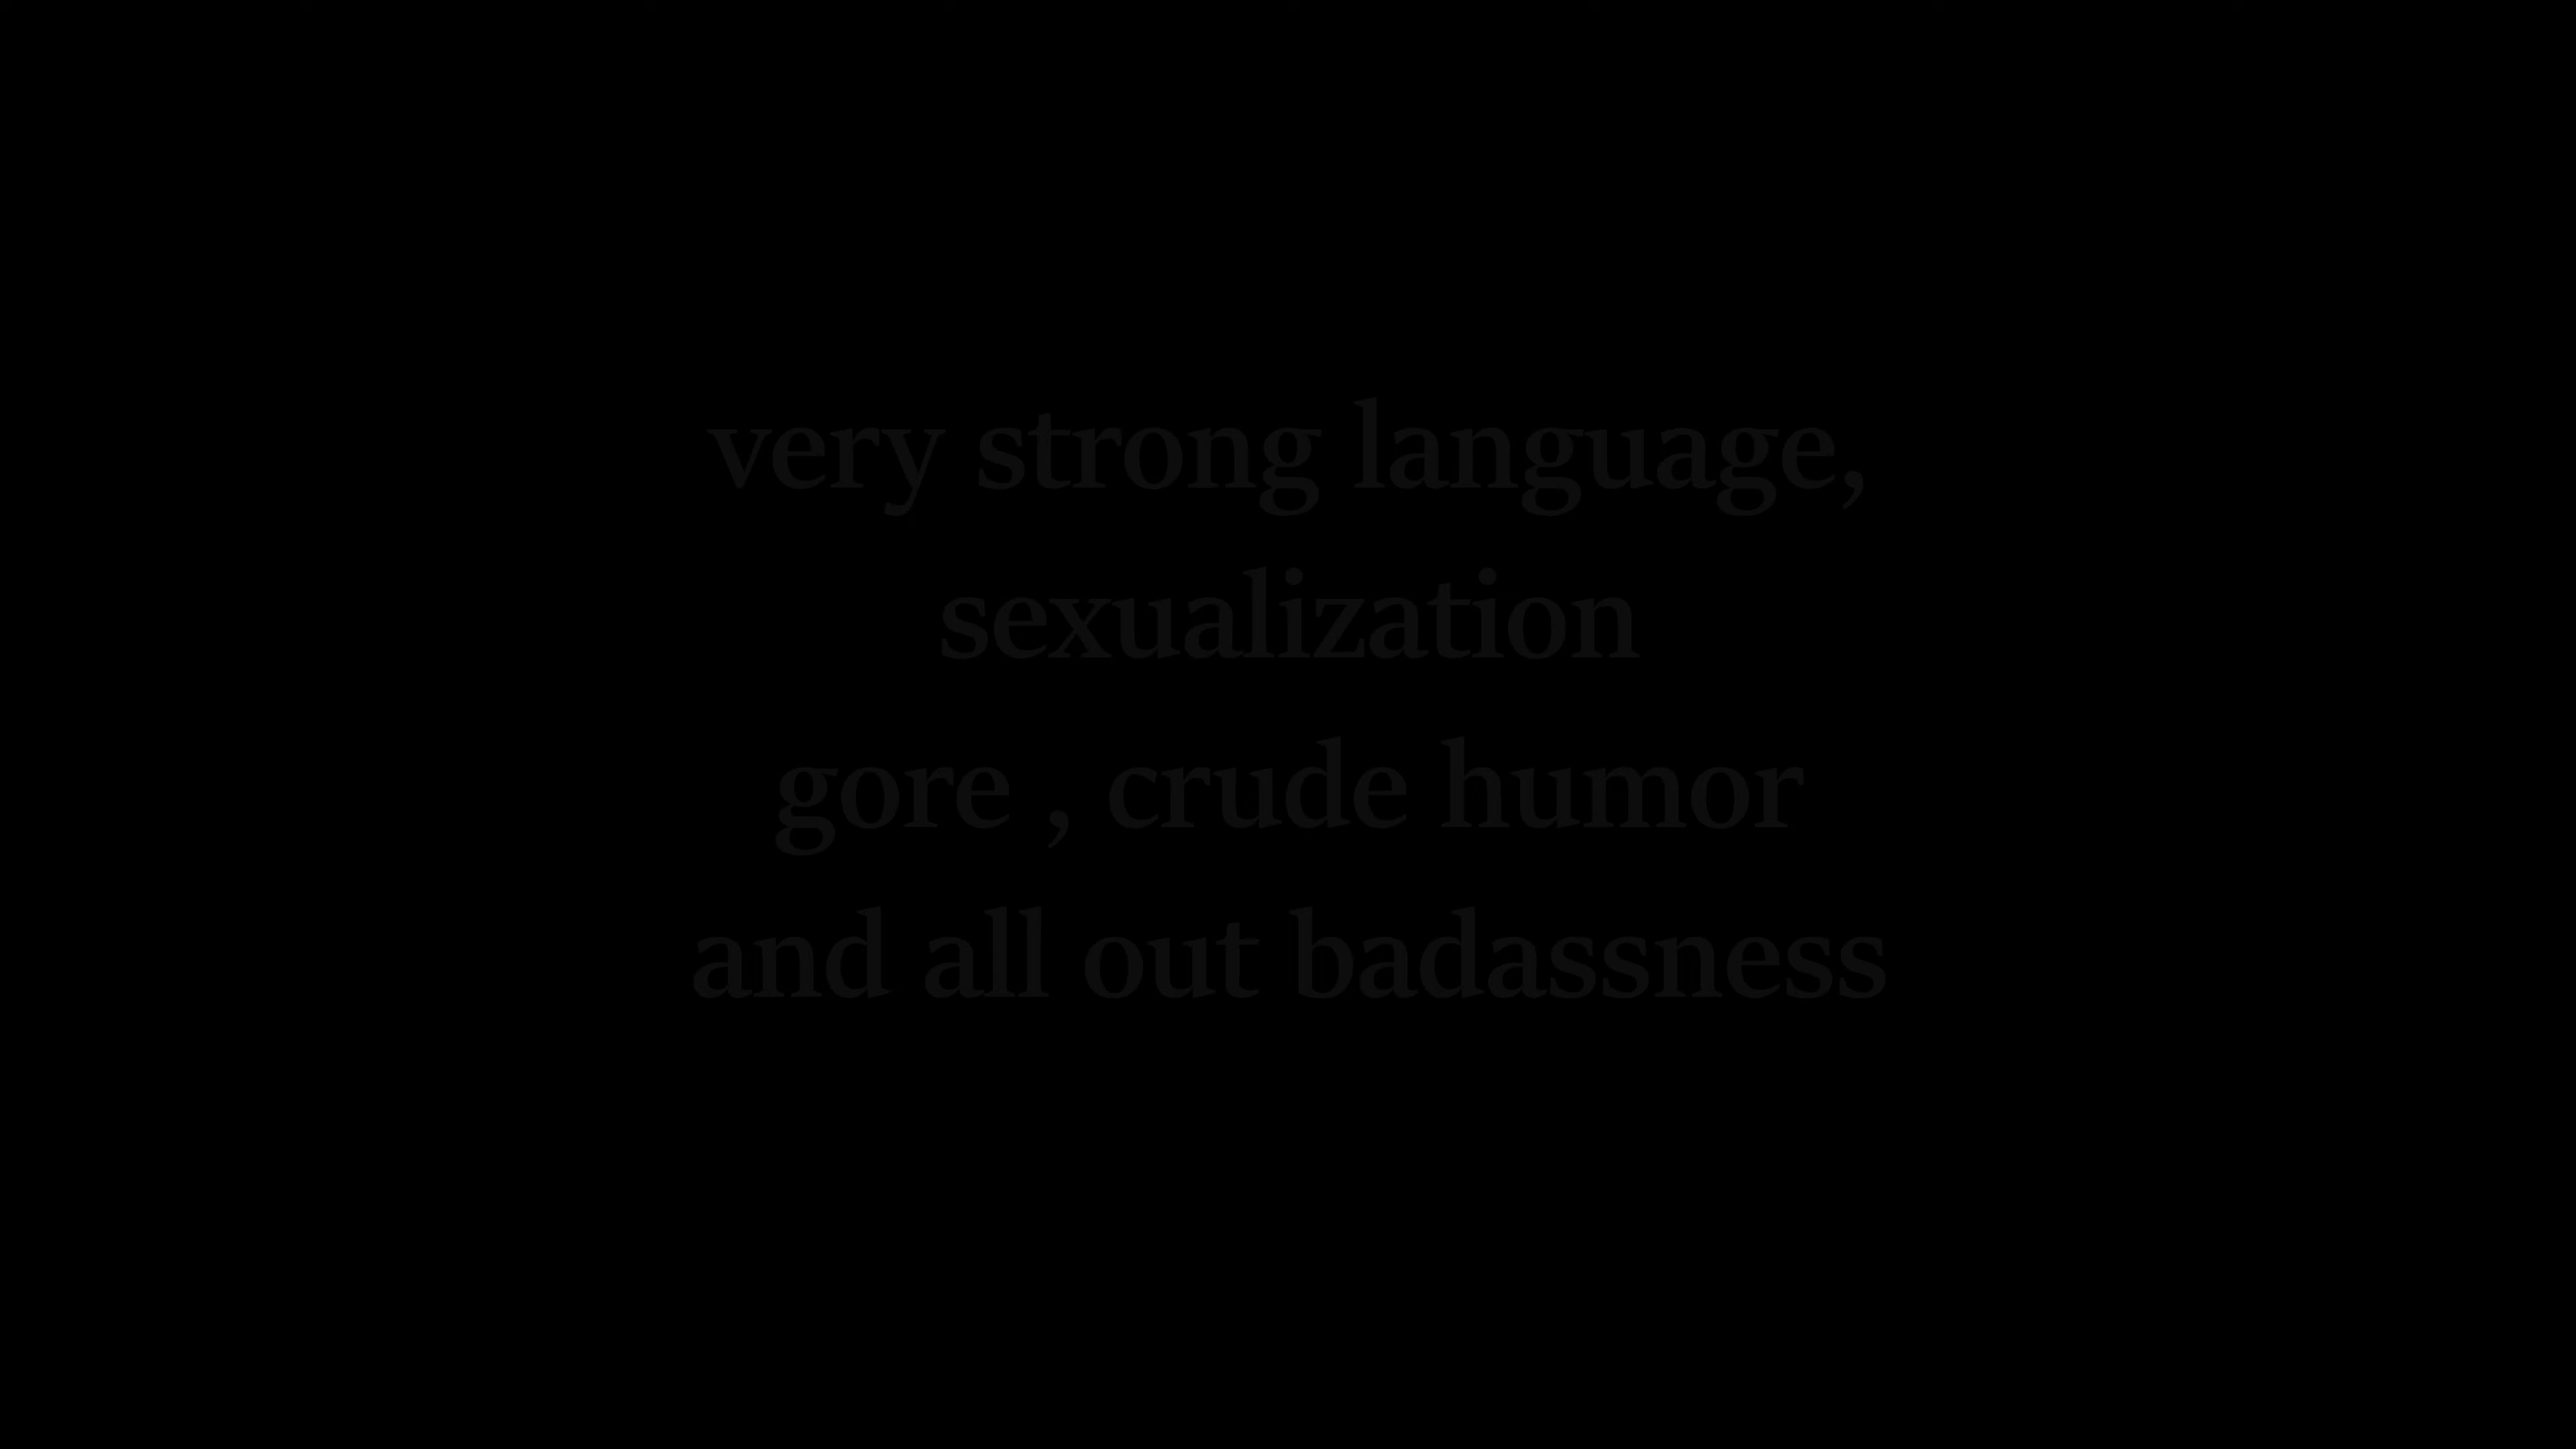 very strong language,
sexualization
gore , crude humor
and all out badassness